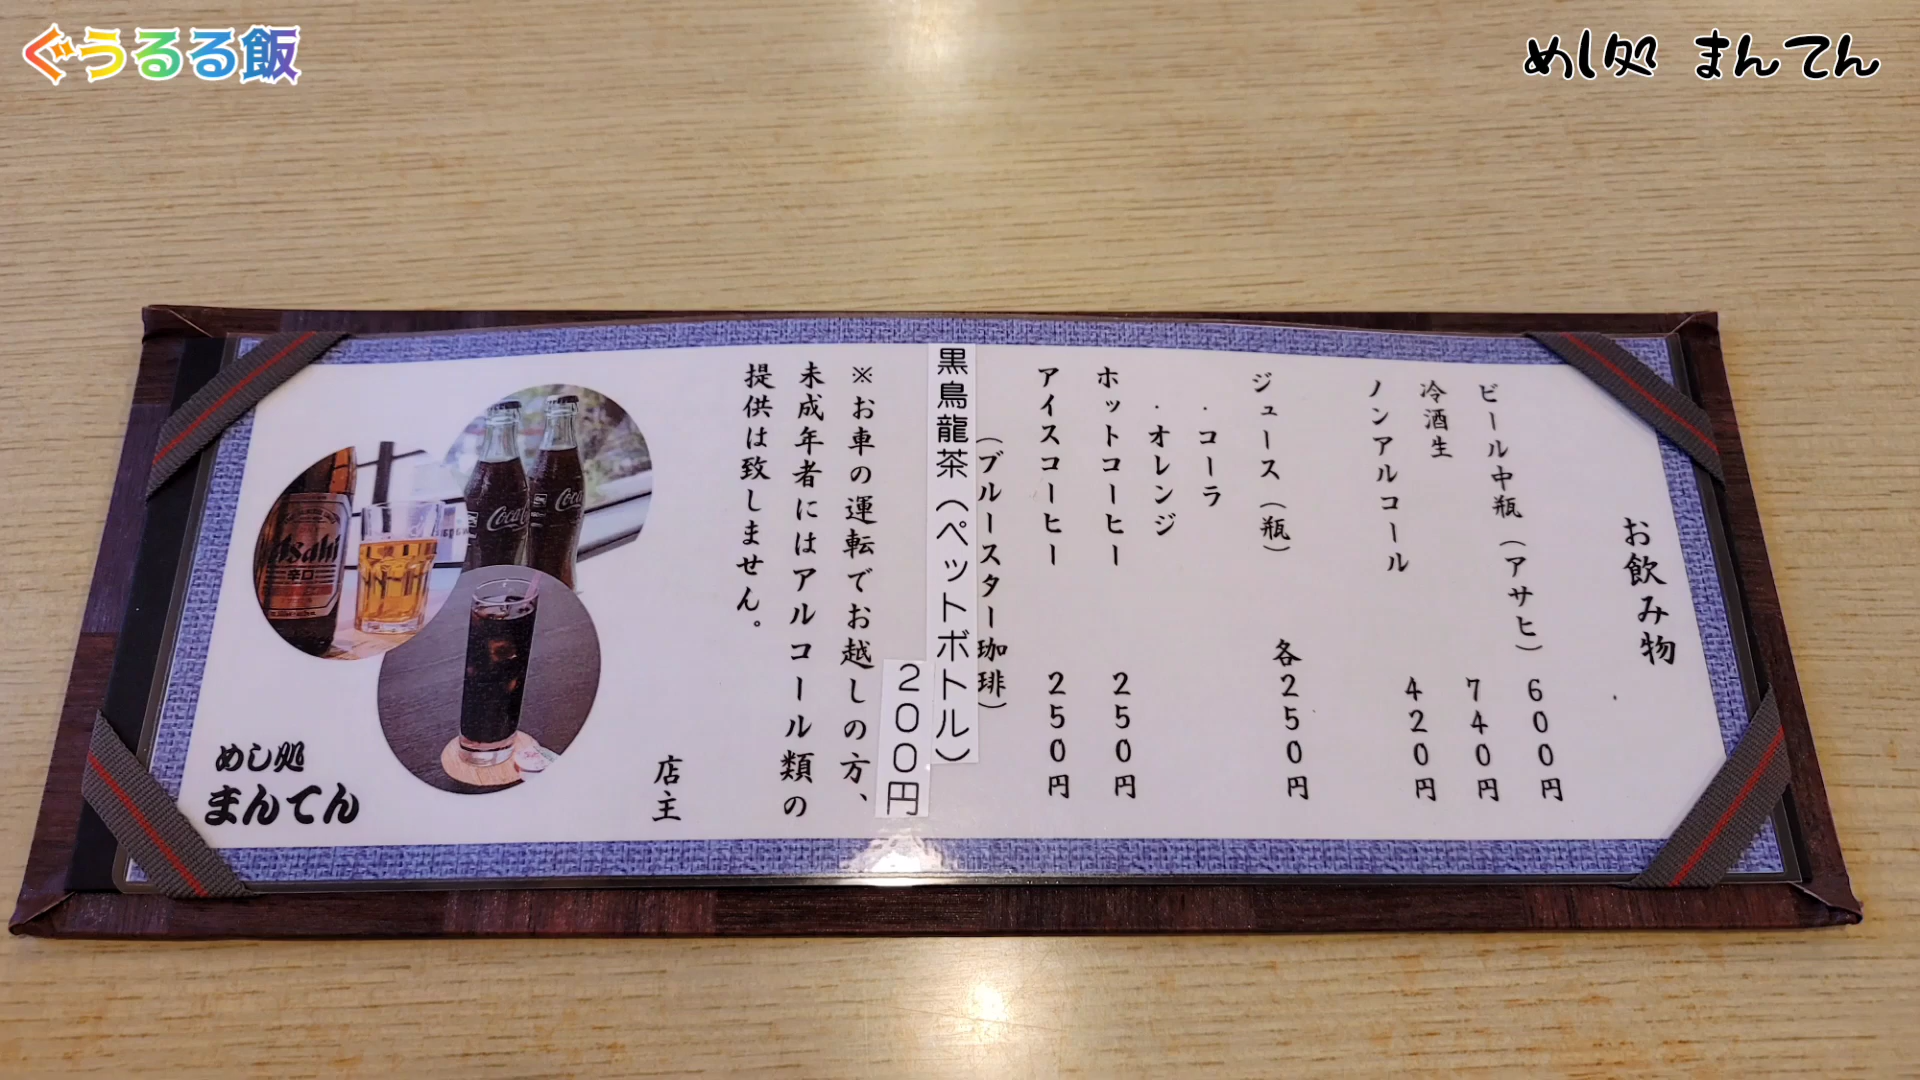 ぐうるる飯
めし処 まんてん
お飲み物
ビール中瓶（アサヒ） 600円
冷酒生 740円
ノンアルコール 420円
ジュース（瓶） 各250円
・コーラ
・オレンジ
ホットコーヒー 250円
アイスコーヒー 250円
（ブルースター珈琲）
黒烏龍茶（ペットボトル）
200円
※お車の運転でお越しの方、
未成年者にはアルコール類の
提供は致しません。
店主
Asahi
辛口
Coca
Coca
めし処
まんてん